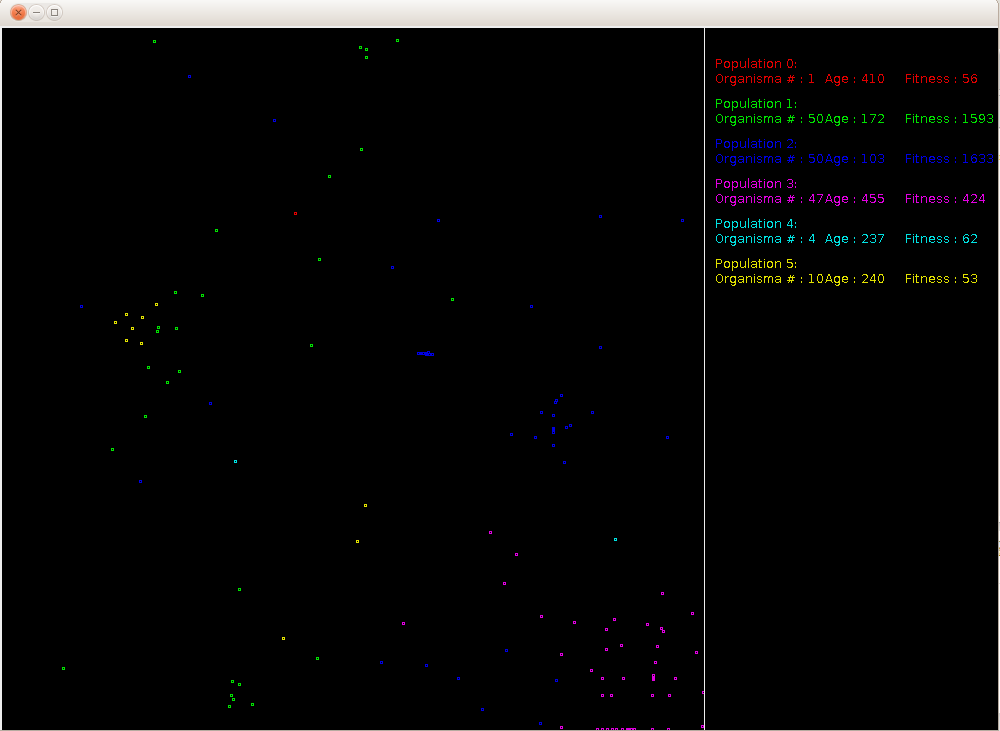 Population 0:
Organisma # : 1 Age : 410 Fitness : 56
Population 1:
Organisma # : 50Age : 172 Fitness : 1593
Population 2:
Organisma # : 50Age : 103 Fitness : 1633
Population 3:
Organisma # : 47Age : 455 Fitness : 424
Population 4:
Organisma # : 4 Age : 237 Fitness : 62
Population 5:
Organisma # : 10Age : 240 Fitness : 53